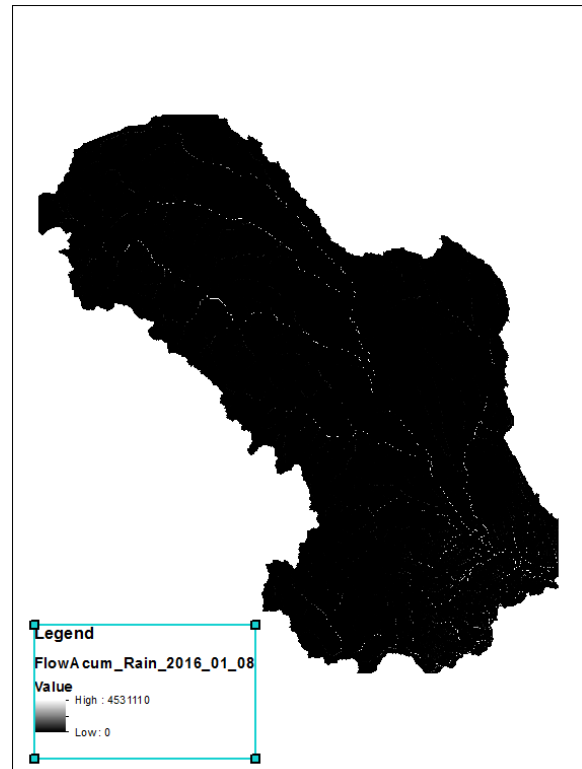 Legend
FlowAcum_Rain_2016_01_08
Value
High : 4531110
Low : 0